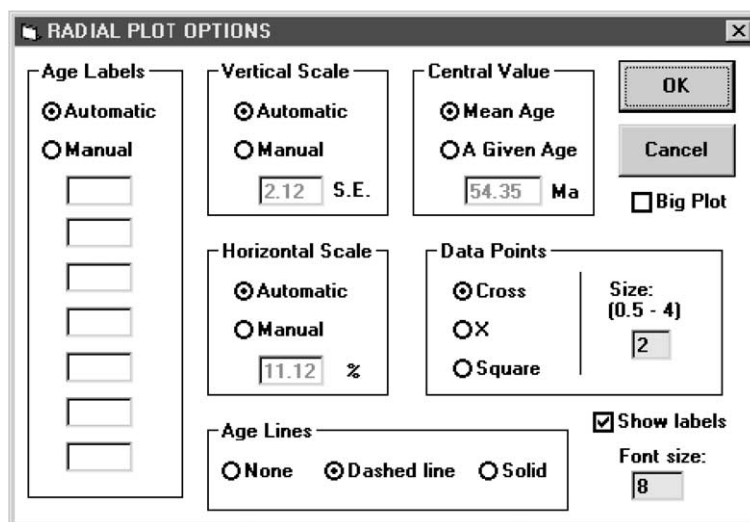 RADIAL PLOT OPTIONS
Age Labels
Automatic
Manual
Vertical Scale
Automatic
Manual
2.12 S.E.
Central Value
Mean Age
A Given Age
54.35 Ma
OK
Cancel
Big Plot
Horizontal Scale
Automatic
Manual
11.12 %
Data Points
Cross
X
Square
Size:
(0.5 - 4)
2
Age Lines
None Dashed line Solid
Show labels
Font size:
8